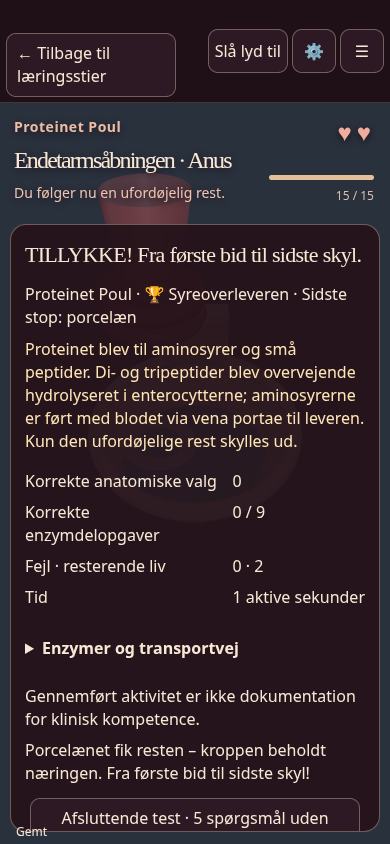 ← Tilbage til
læringsstier
Slå lyd til
⚙️
☰
Proteinet Poul
♥ ♥
Endetarmsåbningen · Anus
Du følger nu en ufordøjelig rest.
15 / 15
TILLYKKE! Fra første bid til sidste skyl.
Proteinet Poul · 🏆 Syreoverleveren · Sidste
stop: porcelæn
Proteinet blev til aminosyrer og små
peptider. Di- og tripeptider blev overvejende
hydrolyseret i enterocytterne; aminosyrerne
er ført med blodet via vena portae til leveren.
Kun den ufordøjelige rest skylles ud.
Korrekte anatomiske valg 0
Korrekte 0 / 9
enzymdelopgaver
Fejl · resterende liv 0 · 2
Tid 1 aktive sekunder
▶ Enzymer og transportvej
Gennemført aktivitet er ikke dokumentation
for klinisk kompetence.
Porcelænet fik resten – kroppen beholdt
næringen. Fra første bid til sidste skyl!
Afsluttende test · 5 spørgsmål uden
Gemt